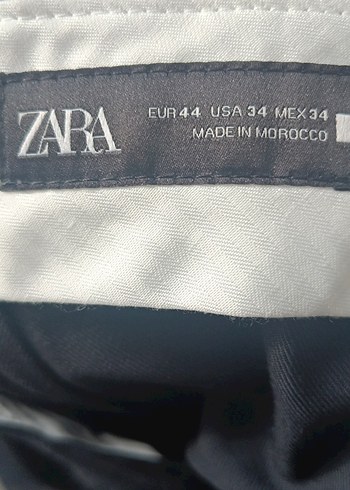 ZARA
EUR 44 USA 34 MEX 34
MADE IN MOROCCO